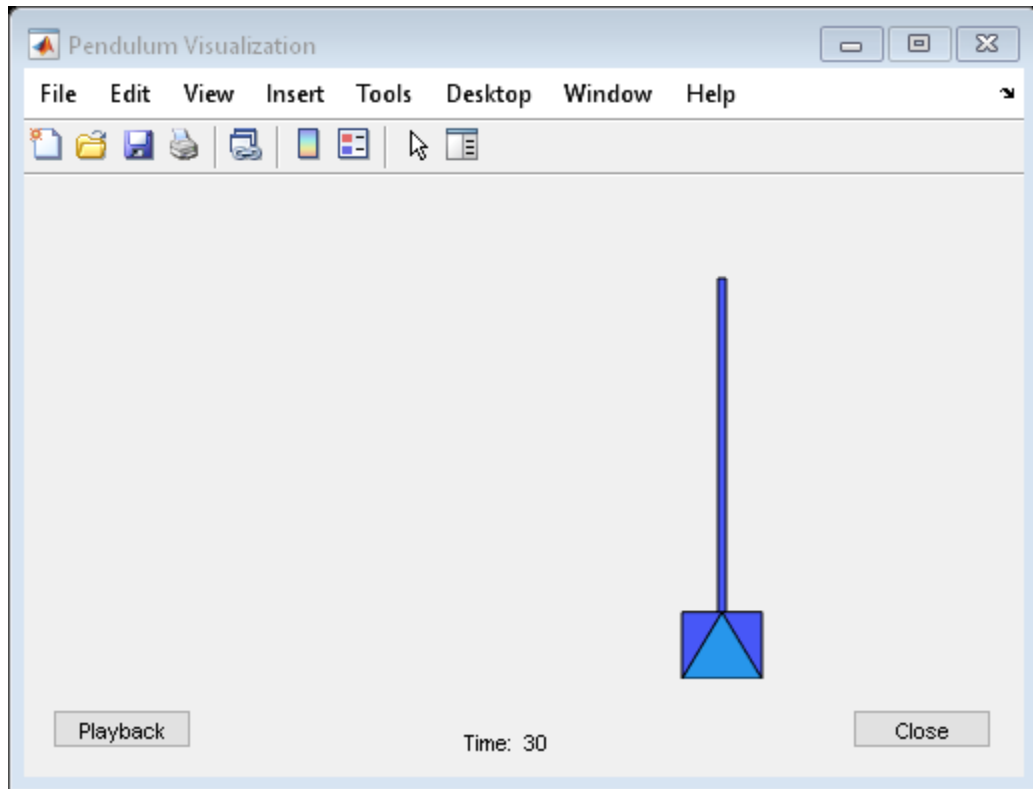 Pendulum Visualization
File Edit View Insert Tools Desktop Window Help
Playback
Time: 30
Close